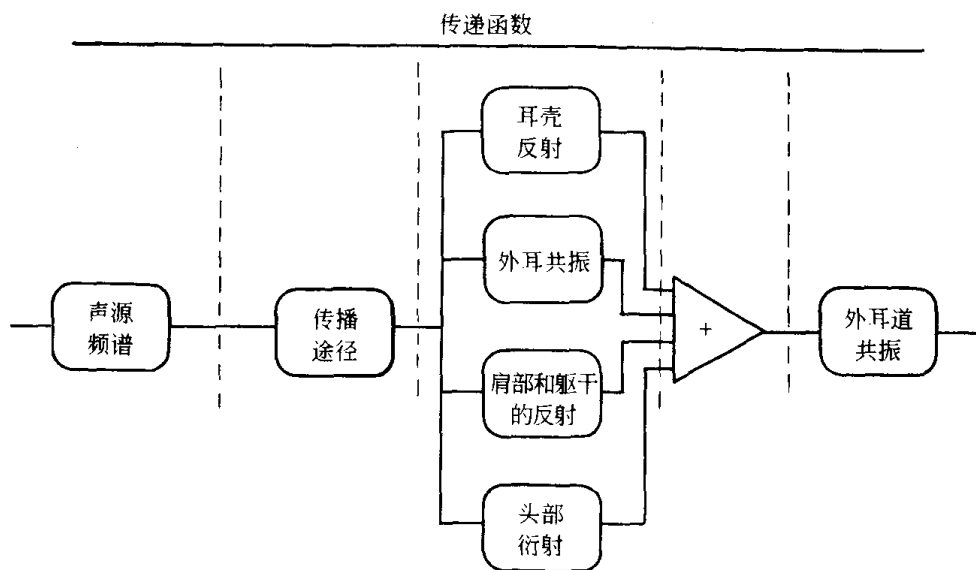 传递函数
耳壳
反射
外耳共振
声源
频谱
传播
途径
+
外耳道
共振
肩部和躯干
的反射
头部
衍射